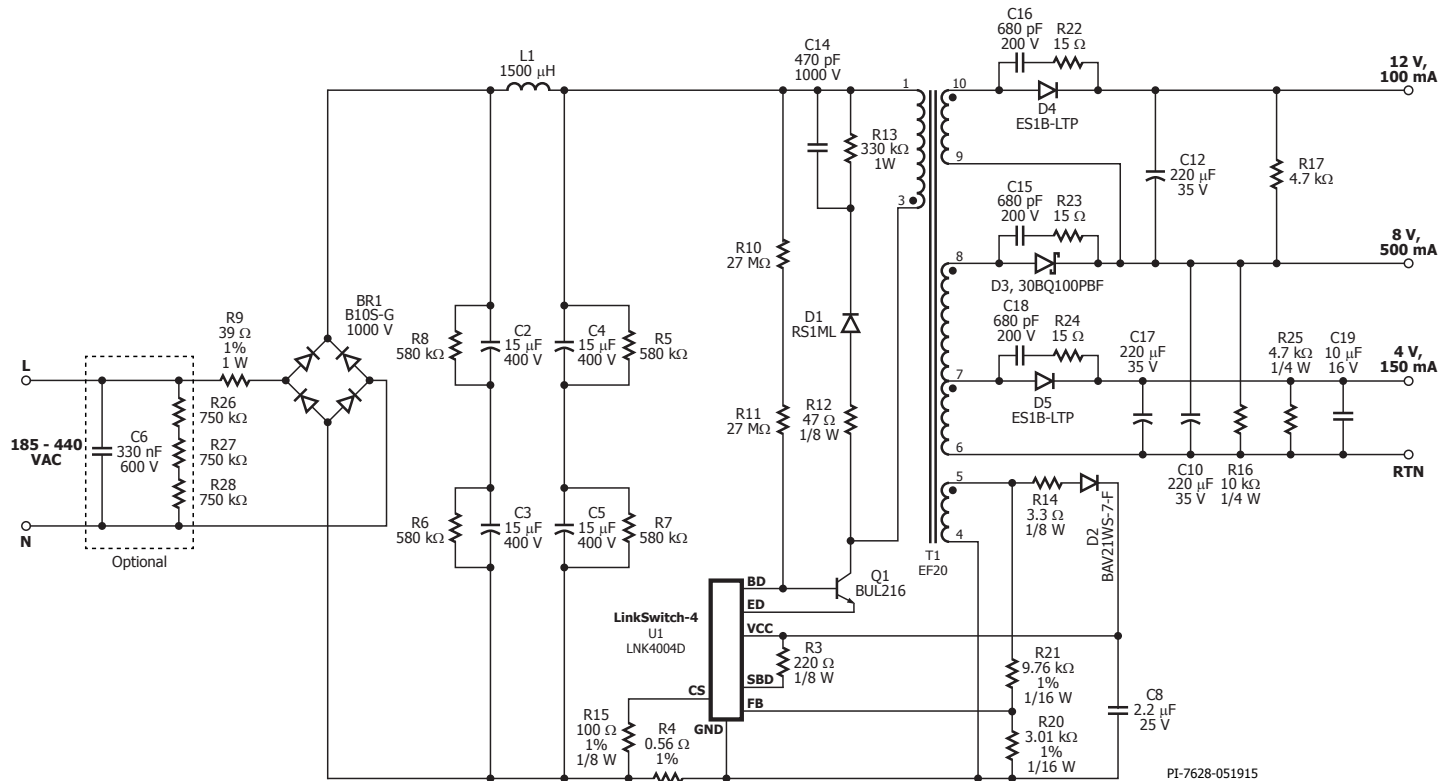 C16
680 pF
200 V
R22
15 Ω
D4
ES1B-LTP
12 V,
100 mA
L1
1500 µH
C14
470 pF
1000 V
R13
330 kΩ
1W
1
3
10
9
C12
220 µF
35 V
R17
4.7 kΩ
C15
680 pF
200 V
R23
15 Ω
8
D3, 30BQ100PBF
8 V,
500 mA
R10
27 MΩ
D1
RS1ML
C18
680 pF
200 V
R24
15 Ω
7
D5
ES1B-LTP
C17
220 µF
35 V
R25
4.7 kΩ
1/4 W
C19
10 µF
16 V
4 V,
150 mA
R9
39 Ω
1%
1 W
BR1
B10S-G
1000 V
R8
580 kΩ
C2
15 µF
400 V
C4
15 µF
400 V
R5
580 kΩ
L
185 - 440
VAC
N
C6
330 nF
600 V
R26
750 kΩ
R27
750 kΩ
R28
750 kΩ
Optional
R11
27 MΩ
R12
47 Ω
1/8 W
6
C10
220 µF
35 V
R16
10 kΩ
1/4 W
RTN
R6
580 kΩ
C3
15 µF
400 V
C5
15 µF
400 V
R7
580 kΩ
5
4
R14
3.3 Ω
1/8 W
D2
BAV21WS-7-F
T1
EF20
Q1
BUL216
LinkSwitch-4
U1
LNK4004D
BD
ED
VCC
SBD
FB
CS
GND
R3
220 Ω
1/8 W
R21
9.76 kΩ
1%
1/16 W
R20
3.01 kΩ
1%
1/16 W
C8
2.2 µF
25 V
R15
100 Ω
1%
1/8 W
R4
0.56 Ω
1%
PI-7628-051915